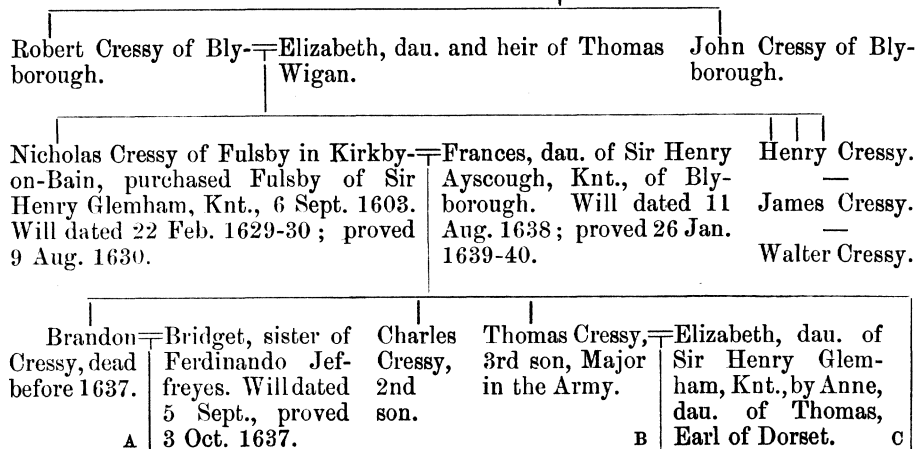 Robert Cressy of Bly-
borough.
Elizabeth, dau. and heir of Thomas
Wigan.
John Cressy of Bly-
borough.
Nicholas Cressy of Fulsby in Kirkby-
on-Bain, purchased Fulsby of Sir
Henry Glemham, Knt., 6 Sept. 1603.
Will dated 22 Feb. 1629-30 ; proved
9 Aug. 1630.
Frances, dau. of Sir Henry
Ayscough, Knt., of Bly-
borough. Will dated 11
Aug. 1638 ; proved 26 Jan.
1639-40.
Henry Cressy.
—
James Cressy.
—
Walter Cressy.
Brandon
Cressy, dead
before 1637.
A
Bridget, sister of
Ferdinando Jef-
freyes. Will dated
5 Sept., proved
3 Oct. 1637.
Charles
Cressy,
2nd
son.
Thomas Cressy,
3rd son, Major
in the Army.
B
Elizabeth, dau. of
Sir Henry Glem-
ham, Knt., by Anne,
dau. of Thomas,
Earl of Dorset.
C